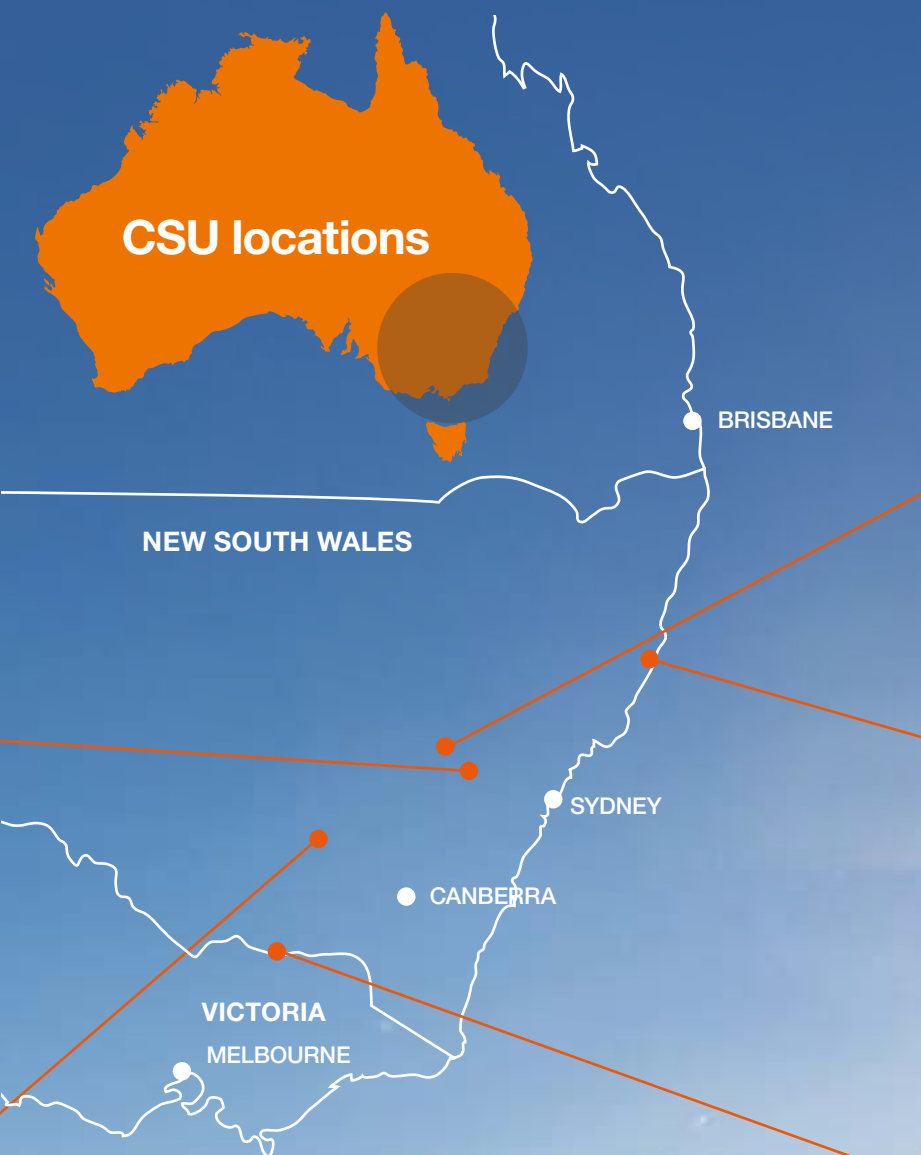 CSU locations
BRISBANE
NEW SOUTH WALES
SYDNEY
CANBERRA
VICTORIA
MELBOURNE